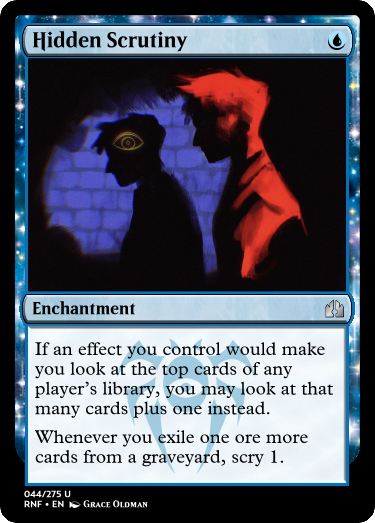 Hidden Scrutiny
Enchantment
If an effect you control would make
you look at the top cards of any
player's library, you may look at that
many cards plus one instead.
Whenever you exile one ore more
cards from a graveyard, scry 1.
044/275 U
RNF • EN Grace Oldman